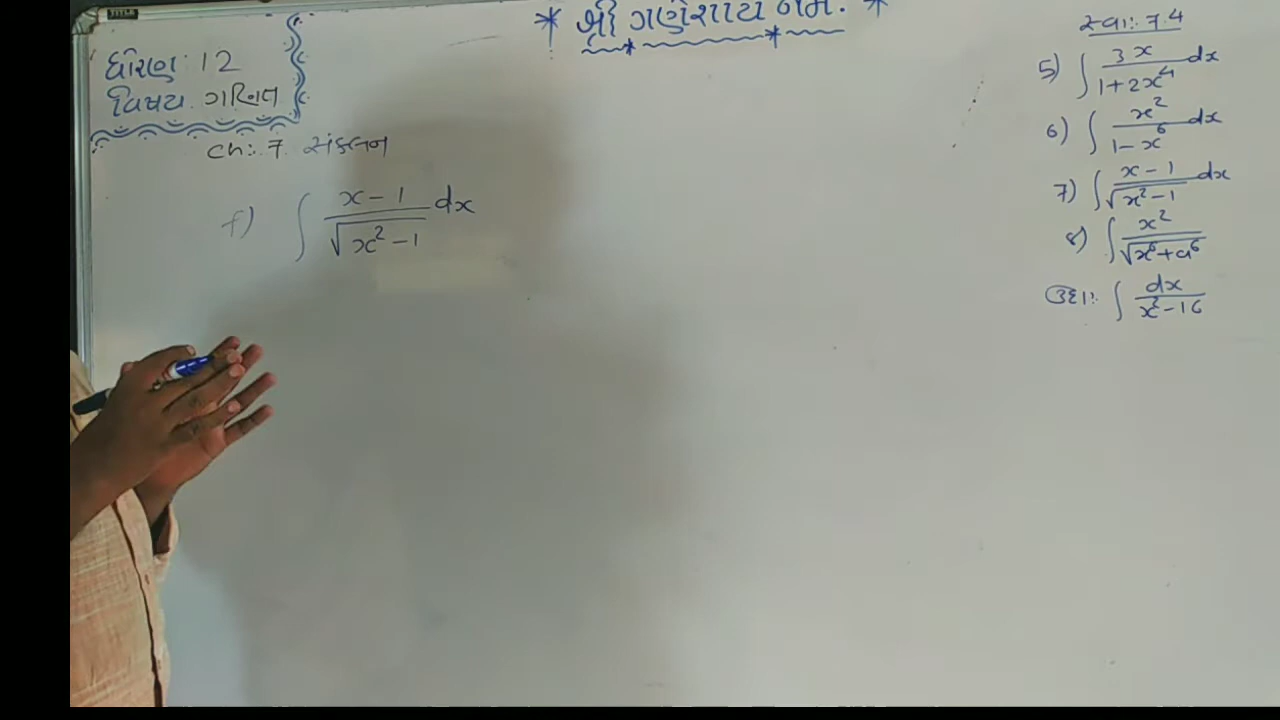 * શ્રી ગણેશાય નમ: *
ધોરણ: 12
વિષય. ગણિત
Ch:. 7. સંકલન
f) ∫ x-1/√x²-1 dx
સ્વા:. 7.4
5) ∫ 3x/1+2x⁴ dx
6) ∫ x²/1-x⁶ dx
7) ∫ x-1/√x²-1 dx
8) ∫ x²/√x⁶+a⁶
ઉદા:. ∫ dx/x²-16